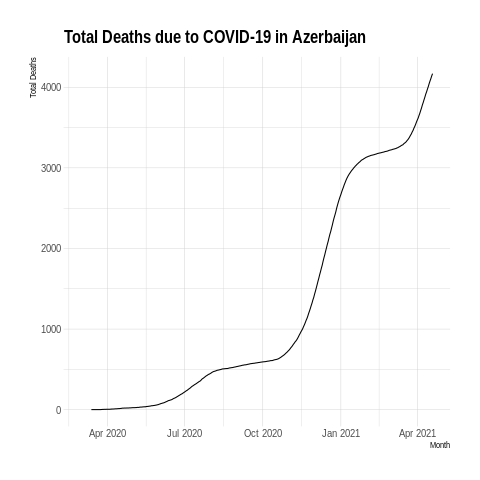 Total Deaths due to COVID-19 in Azerbaijan
Total Deaths
4000
3000
2000
1000
0
Apr 2020 Jul 2020 Oct 2020 Jan 2021 Apr 2021
Month